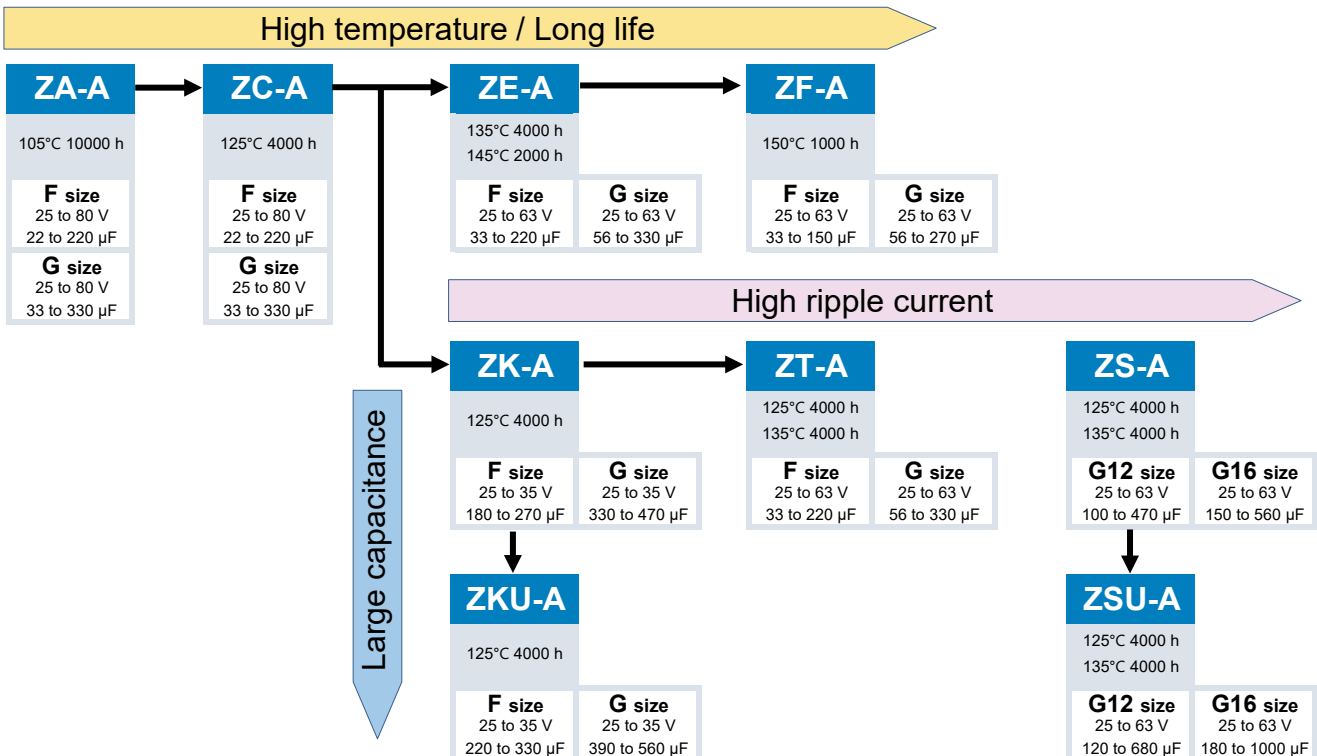 High temperature / Long life
ZA-A
105°C 10000 h
F size
25 to 80 V
22 to 220 µF
G size
25 to 80 V
33 to 330 µF
ZC-A
125°C 4000 h
F size
25 to 80 V
22 to 220 µF
G size
25 to 80 V
33 to 330 µF
ZE-A
135°C 4000 h
145°C 2000 h
F size
25 to 63 V
33 to 220 µF
G size
25 to 63 V
56 to 330 µF
ZF-A
150°C 1000 h
F size
25 to 63 V
33 to 150 µF
G size
25 to 63 V
56 to 270 µF
High ripple current
Large capacitance
ZK-A
125°C 4000 h
F size
25 to 35 V
180 to 270 µF
G size
25 to 35 V
330 to 470 µF
ZT-A
125°C 4000 h
135°C 4000 h
F size
25 to 63 V
33 to 220 µF
G size
25 to 63 V
56 to 330 µF
ZS-A
125°C 4000 h
135°C 4000 h
G12 size
25 to 63 V
100 to 470 µF
G16 size
25 to 63 V
150 to 560 µF
ZKU-A
125°C 4000 h
F size
25 to 35 V
220 to 330 µF
G size
25 to 35 V
390 to 560 µF
ZSU-A
125°C 4000 h
135°C 4000 h
G12 size
25 to 63 V
120 to 680 µF
G16 size
25 to 63 V
180 to 1000 µF